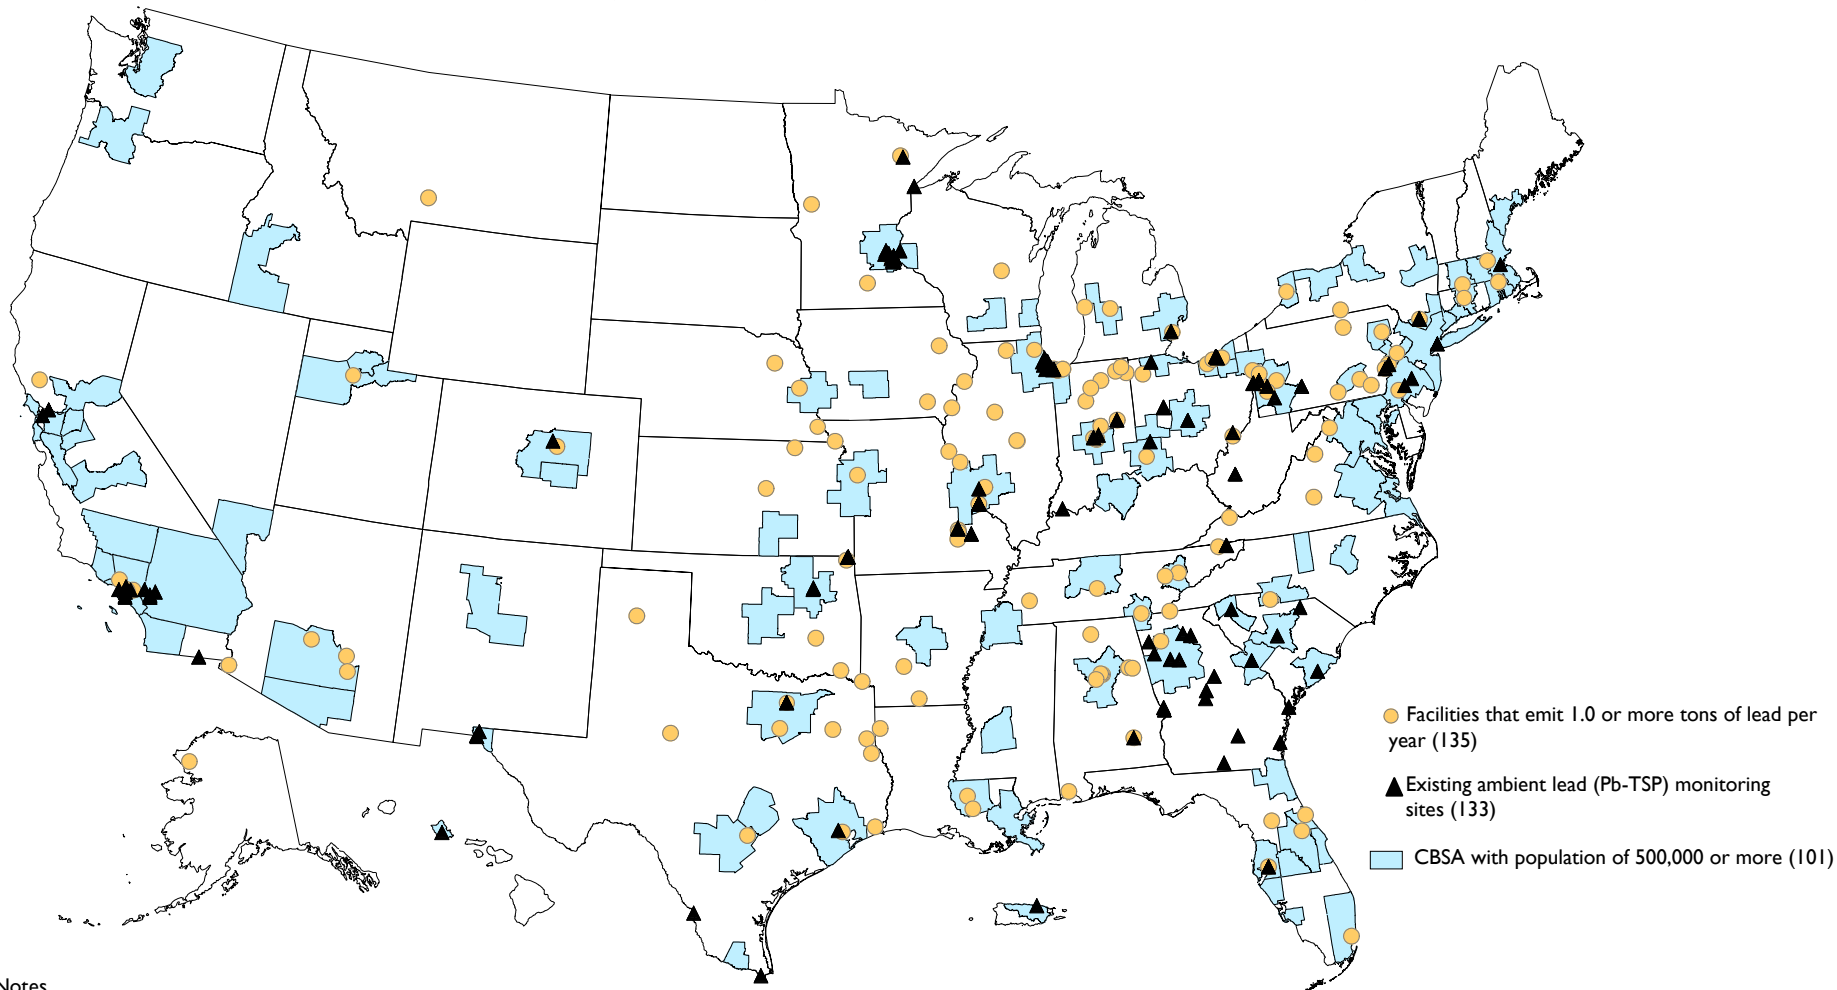 Facilities that emit 1.0 or more tons of lead per
year (135)
Existing ambient lead (Pb-TSP) monitoring
sites (133)
CBSA with population of 500,000 or more (101)
Notes